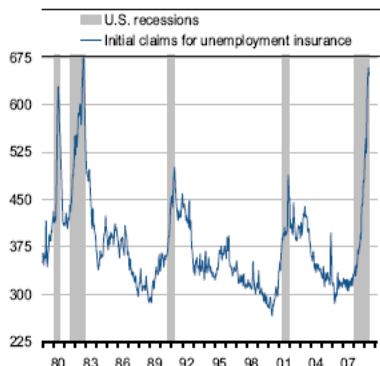 U.S. recessions
Initial claims for unemployment insurance
675
600
525
450
375
300
225
80 83 86 89 92 95 98 01 04 07